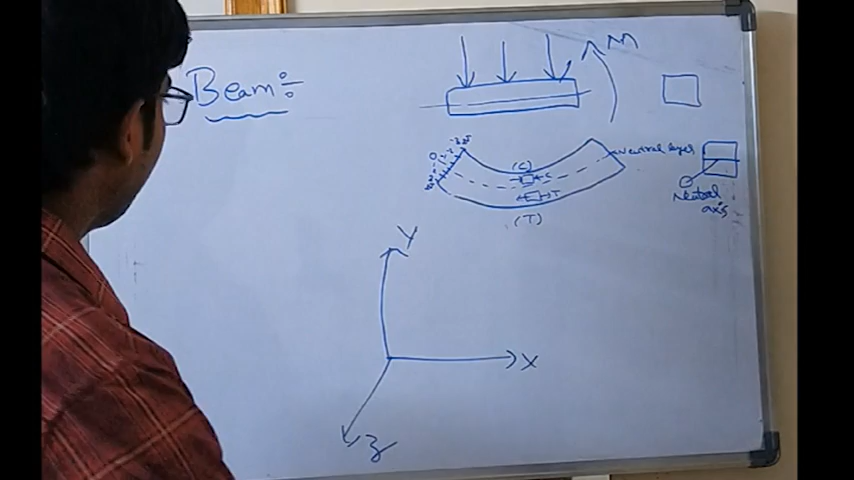 Beam÷
M
Neutral layer
(C)
C
T
(T)
Neutral
axis
Y
X
Z